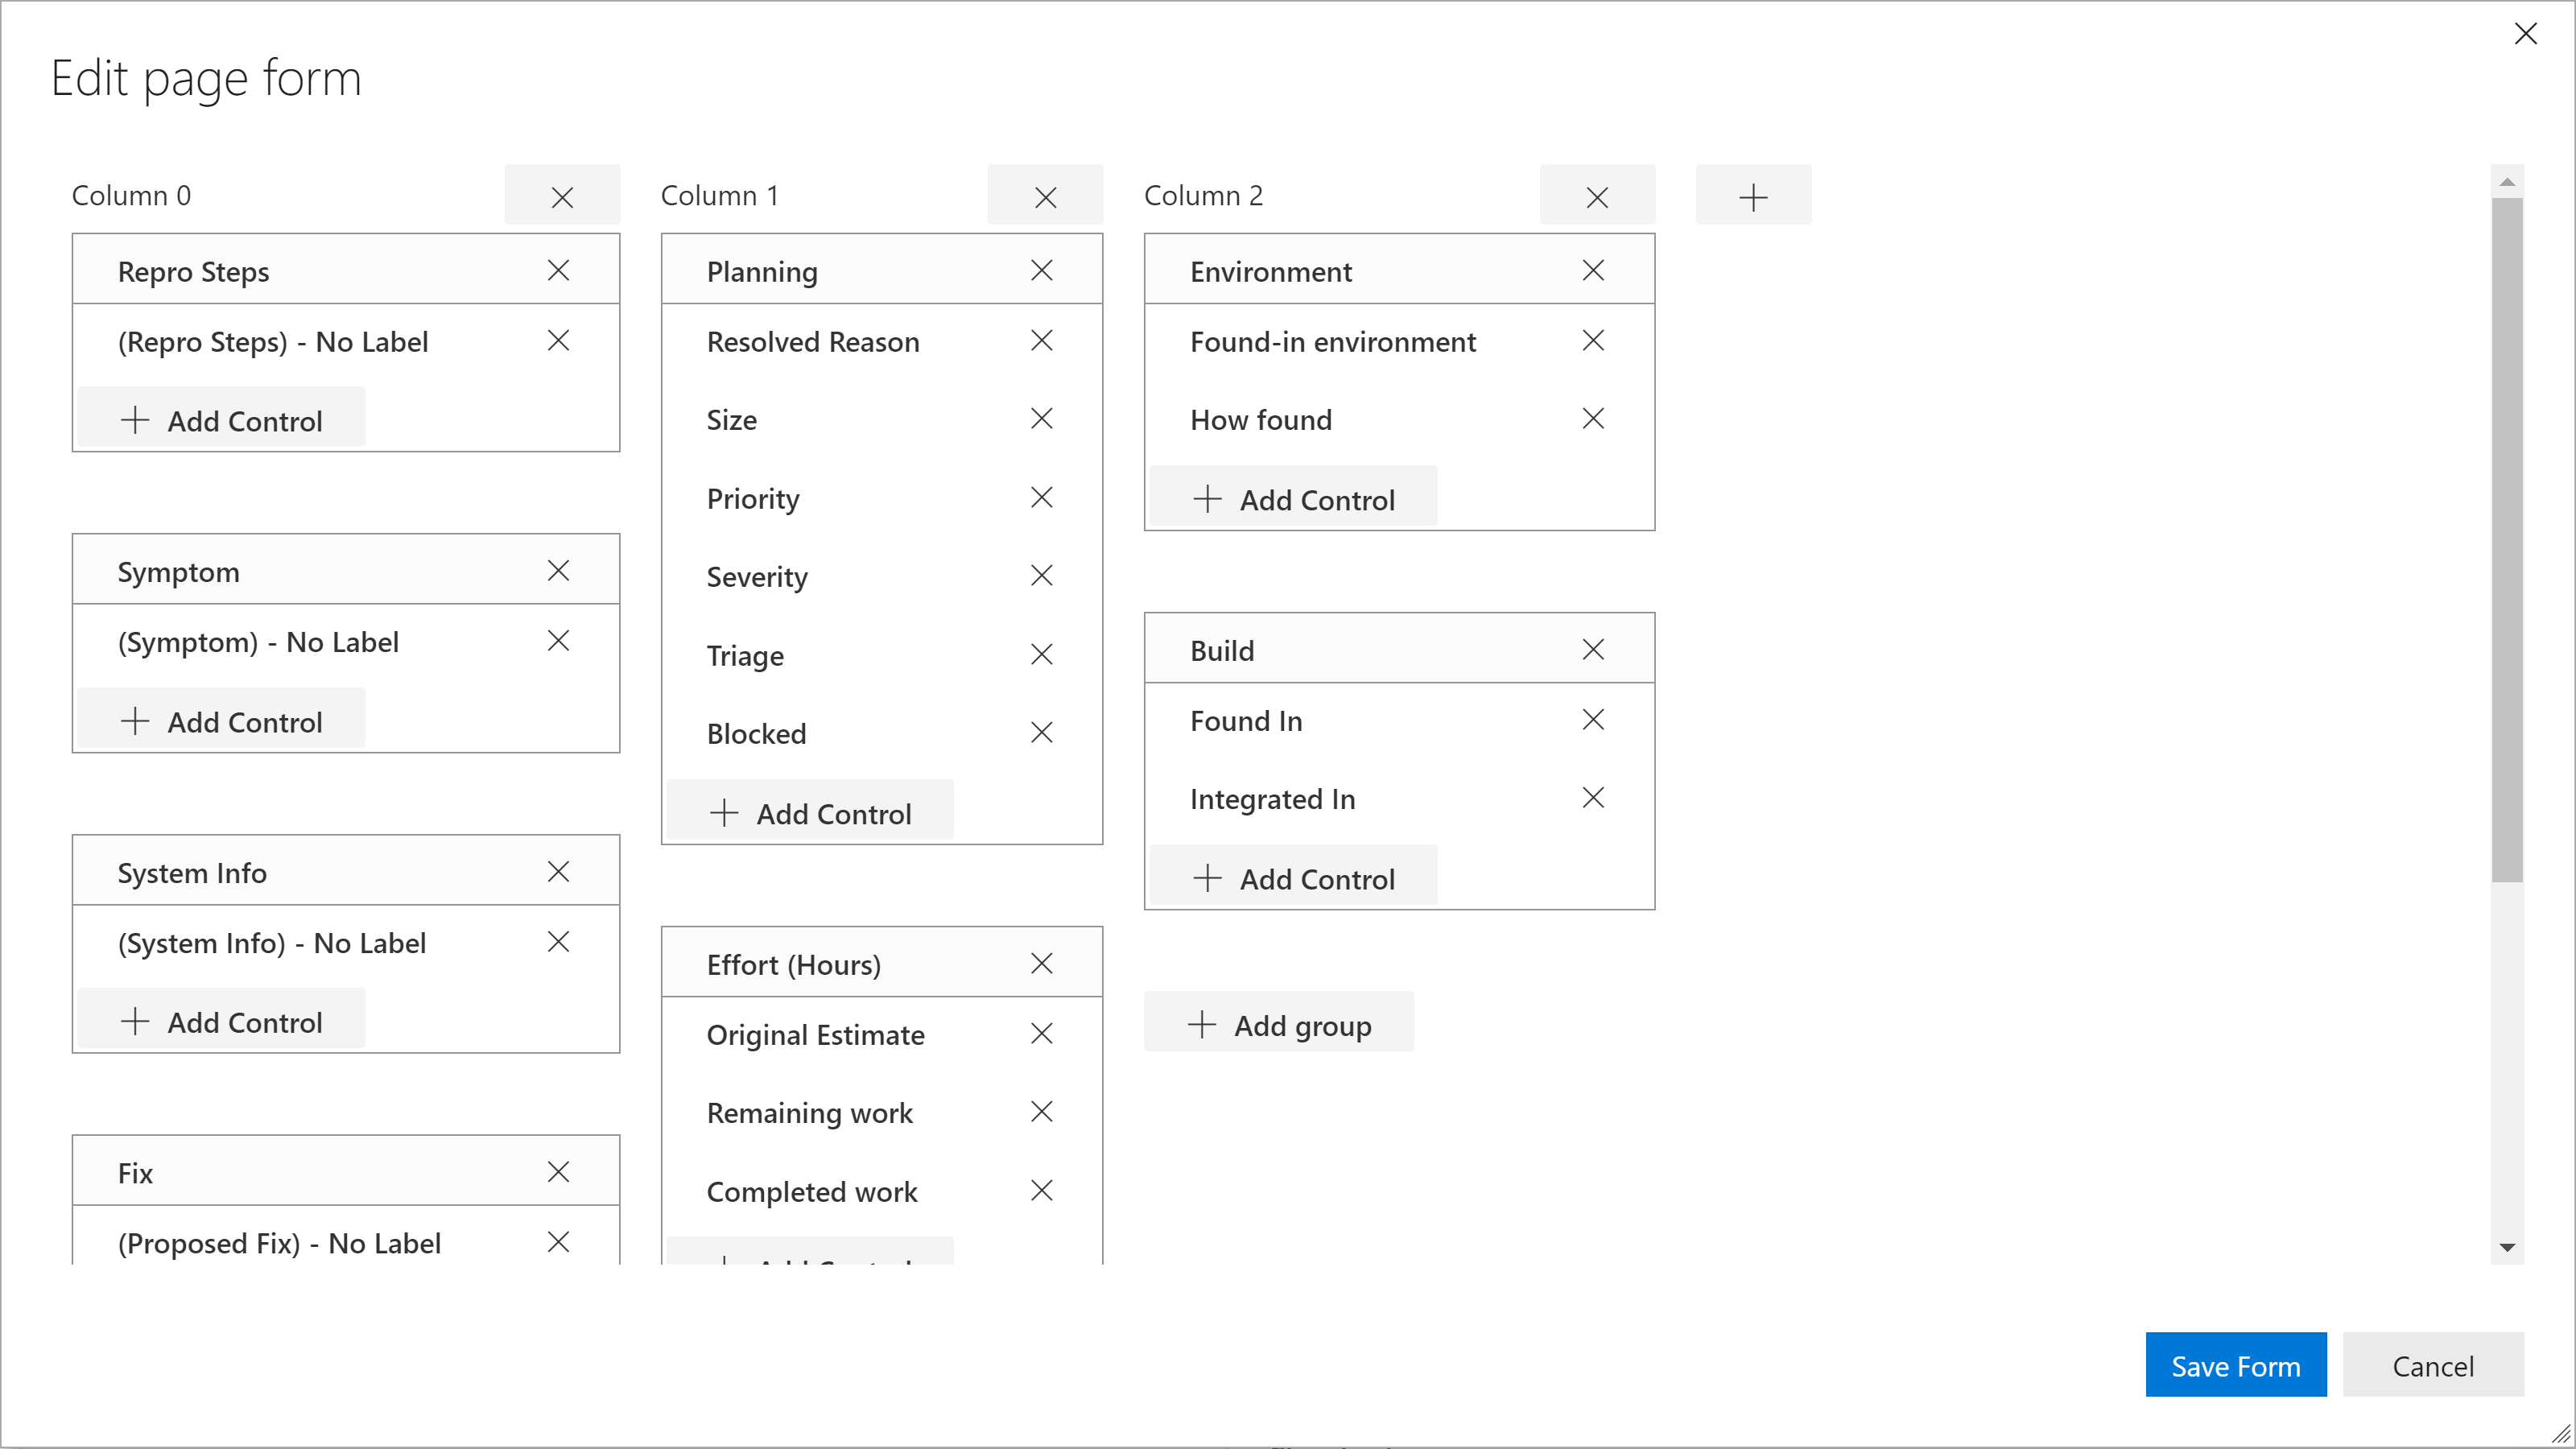 Edit page form
Column 0
Repro Steps
(Repro Steps) - No Label
Add Control
Symptom
(Symptom) - No Label
Add Control
System Info
(System Info) - No Label
Add Control
Fix
(Proposed Fix) - No Label
Column 1
Planning
Resolved Reason
Size
Priority
Severity
Triage
Blocked
Add Control
Effort (Hours)
Original Estimate
Remaining work
Completed work
Add Control
Column 2
Environment
Found-in environment
How found
Add Control
Build
Found In
Integrated In
Add Control
Add group
Save Form
Cancel